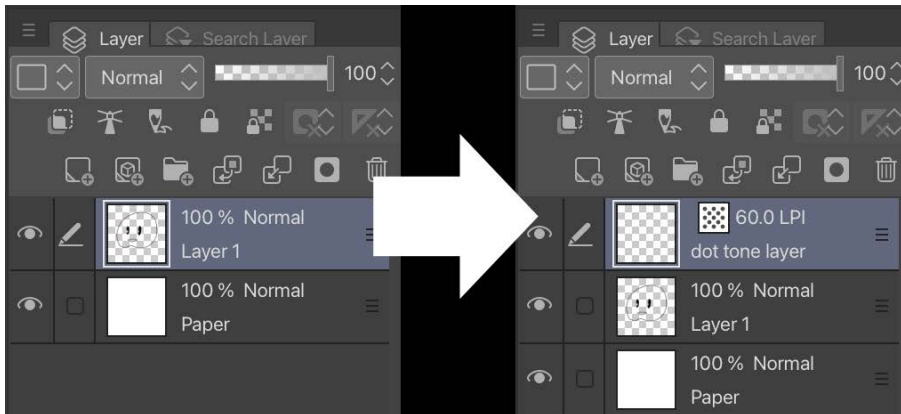 Layer Search Layer
Normal 100
100 % Normal
Layer 1
100 % Normal
Paper
Layer Search Layer
Normal 100
60.0 LPI
dot tone layer
100 % Normal
Layer 1
100 % Normal
Paper